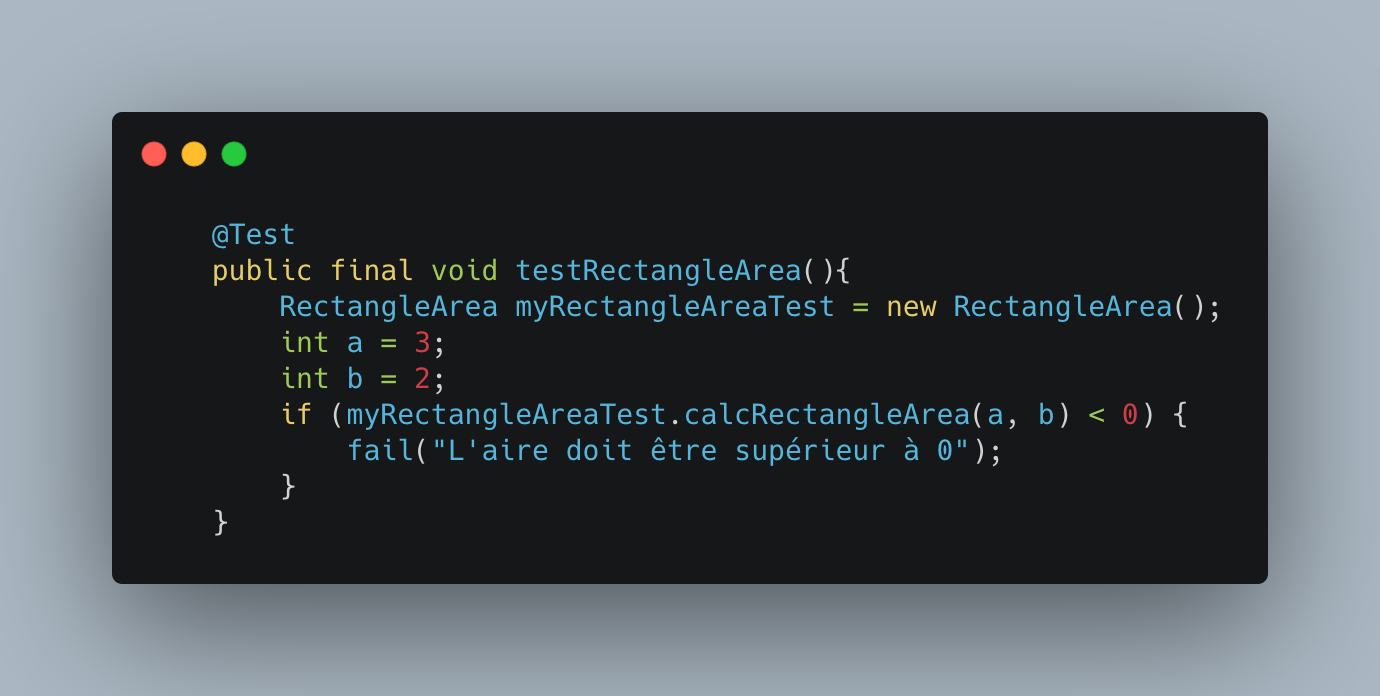 @Test
public final void testRectangleArea(){
    RectangleArea myRectangleAreaTest = new RectangleArea();
    int a = 3;
    int b = 2;
    if (myRectangleAreaTest.calcRectangleArea(a, b) < 0) {
        fail("L'aire doit être supérieur à 0");
    }
}